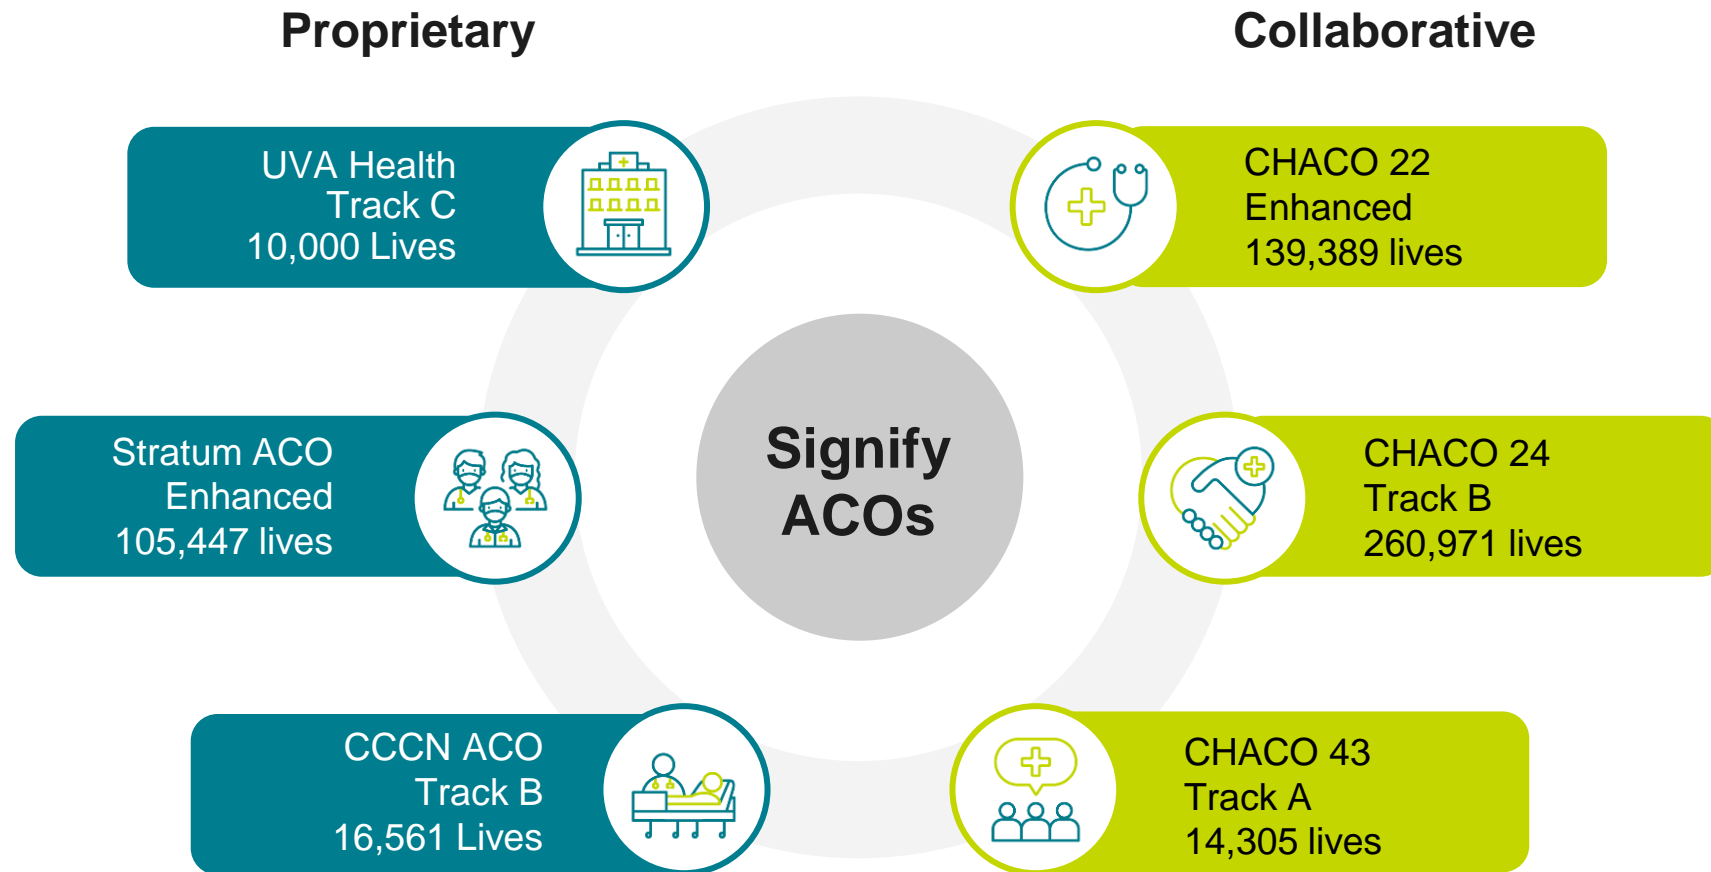 Proprietary
Collaborative
UVA Health
Track C
10,000 Lives
CHACO 22
Enhanced
139,389 lives
Stratum ACO
Enhanced
105,447 lives
Signify
ACOs
CHACO 24
Track B
260,971 lives
CCCN ACO
Track B
16,561 Lives
CHACO 43
Track A
14,305 lives